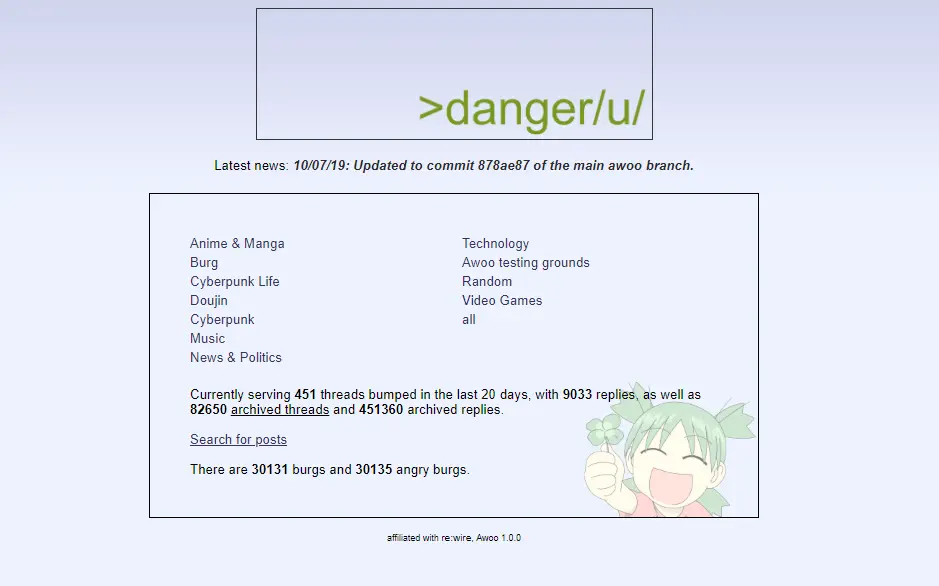 >danger/u/
Latest news: 10/07/19: Updated to commit 878ae87 of the main awoo branch.
Anime & Manga
Burg
Cyberpunk Life
Doujin
Cyberpunk
Music
News & Politics
Technology
Awoo testing grounds
Random
Video Games
all
Currently serving 451 threads bumped in the last 20 days, with 9033 replies, as well as
82650 archived threads and 451360 archived replies.
Search for posts
There are 30131 burgs and 30135 angry burgs.
affiliated with re:wire, Awoo 1.0.0